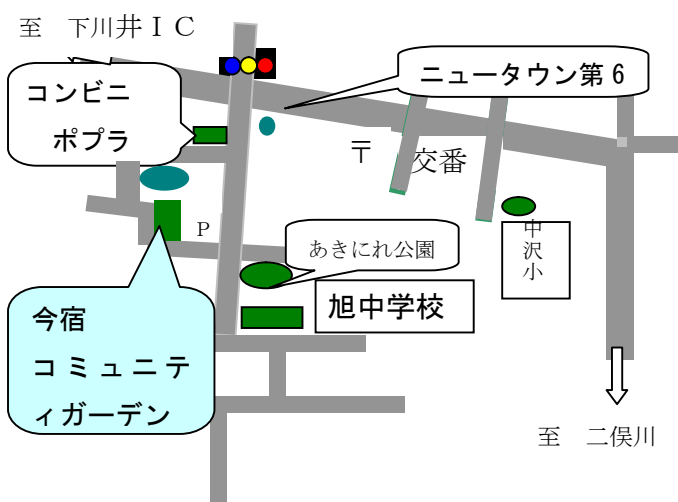 至 下川井ＩＣ
ニュータウン第６
コンビニ
ポプラ
〒 交番
中
沢
小
Ｐ
あきにれ公園
旭中学校
今宿
コミュニテ
ィガーデン
至 二俣川